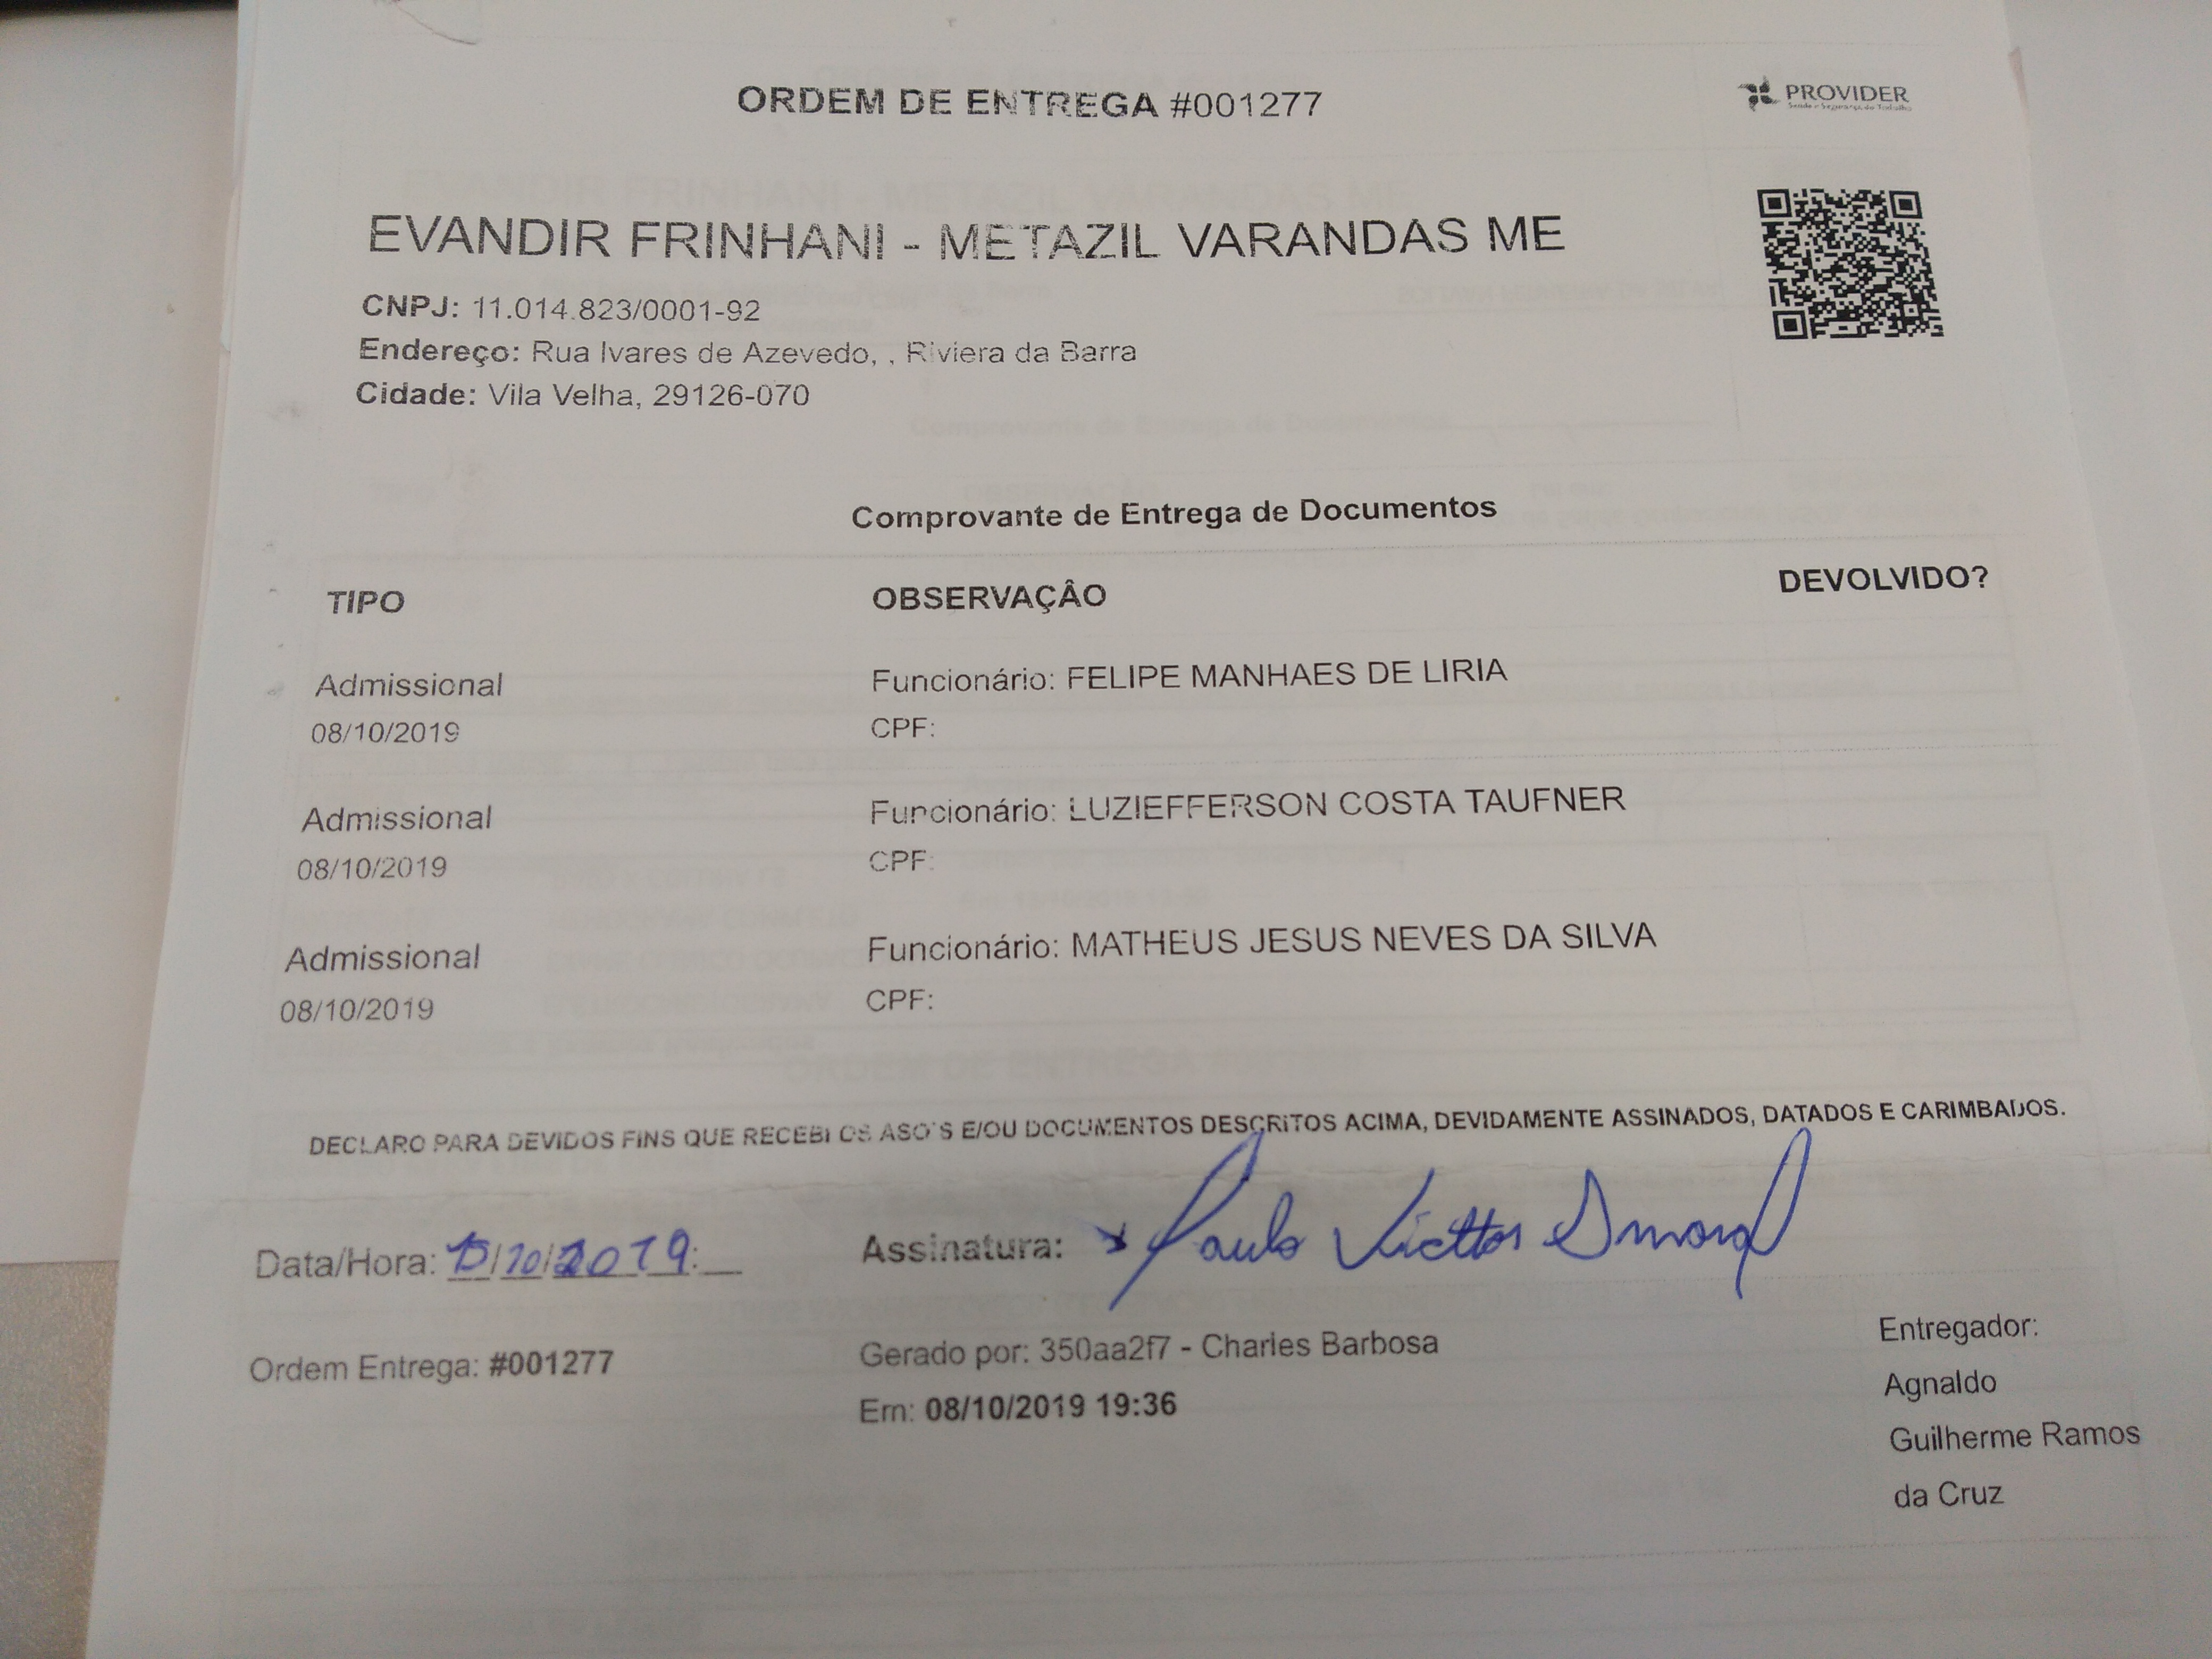 ORDEM DE ENTREGA #001277
PROVIDER
Saúde e Segurança do Trabalho
EVANDIR FRINHANI - METAZIL VARANDAS ME
CNPJ: 11.014.823/0001-92
Endereço: Rua Ivares de Azevedo, , Riviera da Barra
Cidade: Vila Velha, 29126-070
Comprovante de Entrega de Documentos
TIPO OBSERVAÇÃO DEVOLVIDO?
Admissional Funcionário: FELIPE MANHAES DE LIRIA
08/10/2019 CPF:
Admissional Funcionário: LUZIEFFERSON COSTA TAUFNER
08/10/2019 CPF:
Admissional Funcionário: MATHEUS JESUS NEVES DA SILVA
08/10/2019 CPF:
DECLARO PARA DEVIDOS FINS QUE RECEBI OS ASO'S E/OU DOCUMENTOS DESCRITOS ACIMA, DEVIDAMENTE ASSINADOS, DATADOS E CARIMBADOS.
Data/Hora: 15/10/2019: Assinatura: Paulo Victtor
Ordem Entrega: #001277 Gerado por: 350aa2f7 - Charles Barbosa
Em: 08/10/2019 19:36
Entregador:
Agnaldo
Guilherme Ramos
da Cruz